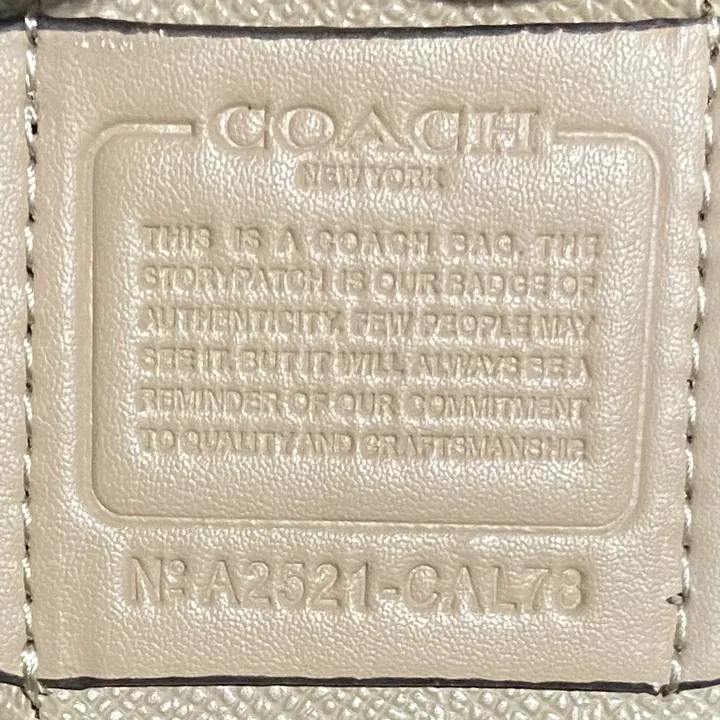 COACH
NEW YORK
THIS IS A COACH BAG. THE
STORYPATCH IS OUR BADGE OF
AUTHENTICITY. FEW PEOPLE MAY
SEE IT. BUT IT WILL ALWAYS BE A
REMINDER OF OUR COMMITMENT
TO QUALITY AND CRAFTSMANSHIP.
Nº A2521-CAL78